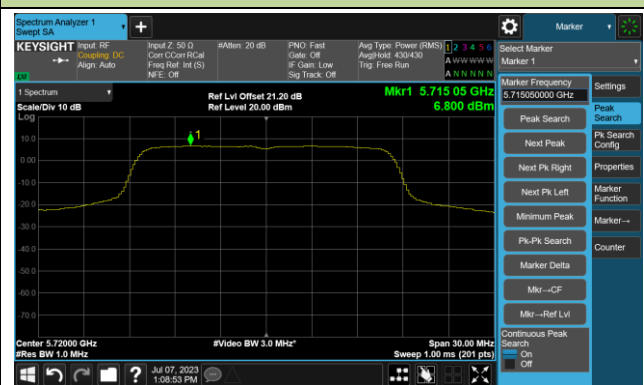 Spectrum Analyzer 1
Swept SA
+
Marker
KEYSIGHT
Input: RF
Coupling: DC
Align: Auto
Input Z: 50 Ω
Corr CCorr RCal
Freq Ref: Int (S)
NFE: Off
#Atten: 20 dB
PNO: Fast
Gate: Off
IF Gain: Low
Sig Track: Off
Avg Type: Power (RMS)
Avg|Hold: 430/430
Trig: Free Run
1 2 3 4 5 6
A W W W W W
A N N N N N
Select Marker
Marker 1
1 Spectrum
Scale/Div 10 dB
Log
Ref Lvl Offset 21.20 dB
Ref Level 20.00 dBm
Mkr1 5.715 05 GHz
6.800 dBm
10.0
0.00
-10.0
-20.0
-30.0
-40.0
-50.0
-60.0
-70.0
1
Center 5.72000 GHz
#Res BW 1.0 MHz
#Video BW 3.0 MHz*
Span 30.00 MHz
Sweep 1.00 ms (201 pts)
Marker Frequency
5.715050000 GHz
Peak Search
Next Peak
Next Pk Right
Next Pk Left
Minimum Peak
Pk-Pk Search
Marker Delta
Mkr→CF
Mkr→Ref Lvl
Continuous Peak
Search
On
Off
Settings
Peak
Search
Pk Search
Config
Properties
Marker
Function
Marker→
Counter
?
Jul 07, 2023
1:08:53 PM